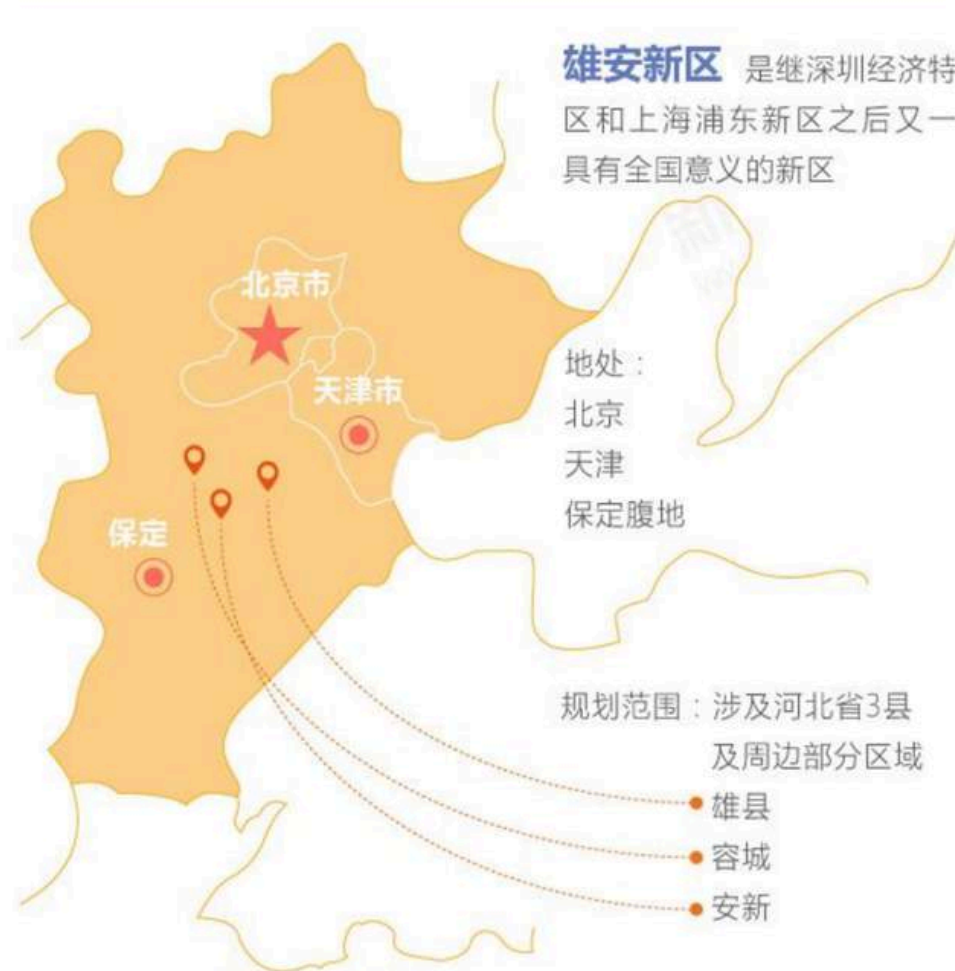 雄安新区 是继深圳经济特
区和上海浦东新区之后又一
具有全国意义的新区
北京市
天津市
保定
地处：
北京
天津
保定腹地
规划范围：涉及河北省3县
及周边部分区域
雄县
容城
安新